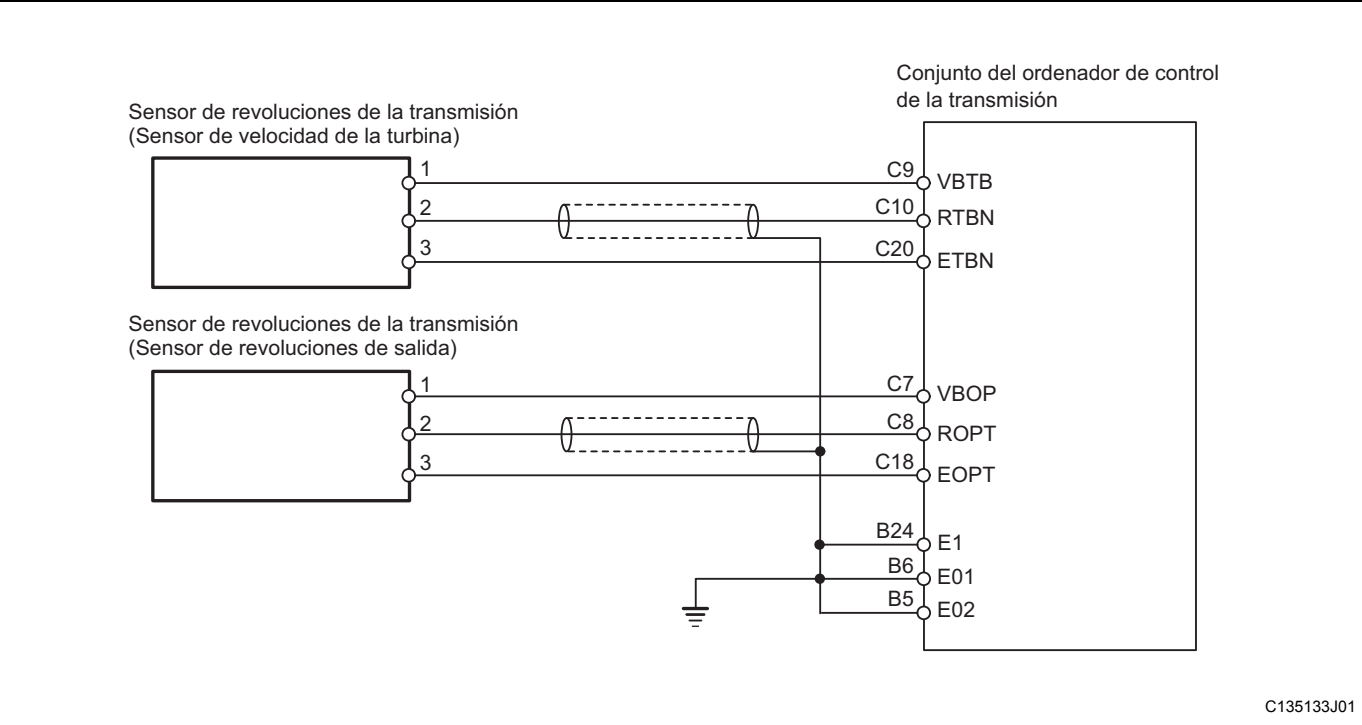 Conjunto del ordenador de control
de la transmisión
Sensor de revoluciones de la transmisión
(Sensor de velocidad de la turbina)
1 C9 VBTB
2 C10 RTBN
3 C20 ETBN
Sensor de revoluciones de la transmisión
(Sensor de revoluciones de salida)
1 C7 VBOP
2 C8 ROPT
3 C18 EOPT
B24 E1
B6 E01
B5 E02
C135133J01